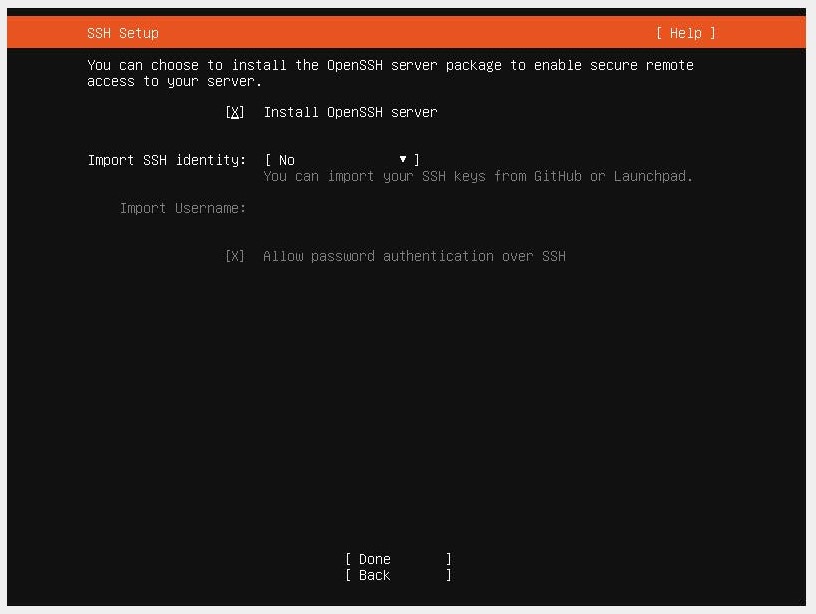 SSH Setup [ Help ]
You can choose to install the OpenSSH server package to enable secure remote
access to your server.
[X] Install OpenSSH server
Import SSH identity: [ No ▼ ]
You can import your SSH keys from GitHub or Launchpad.
Import Username:
[X] Allow password authentication over SSH
[ Done ]
[ Back ]